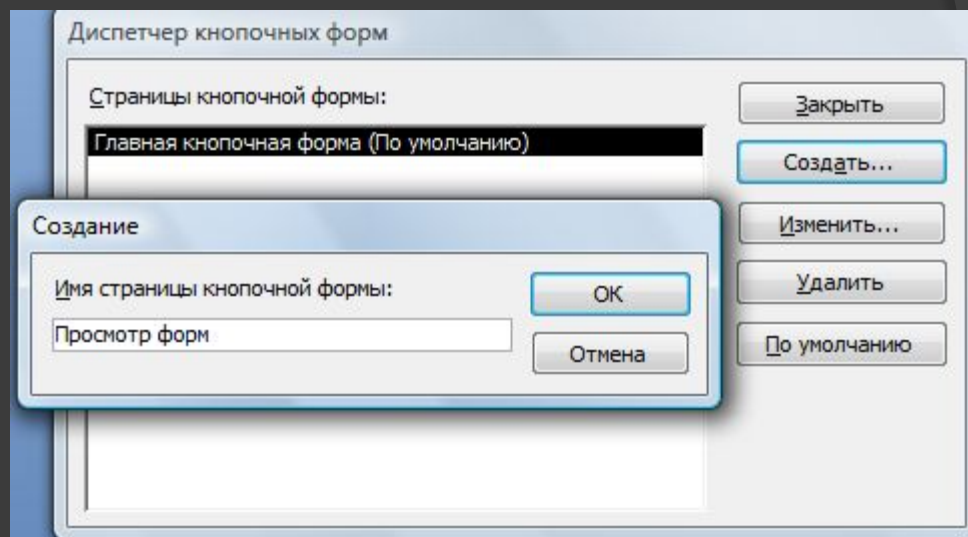 Диспетчер кнопочных форм
Страницы кнопочной формы:
Главная кнопочная форма (По умолчанию)
Закрыть
Создать...
Изменить...
Удалить
По умолчанию
Создание
Имя страницы кнопочной формы:
Просмотр форм
ОК
Отмена